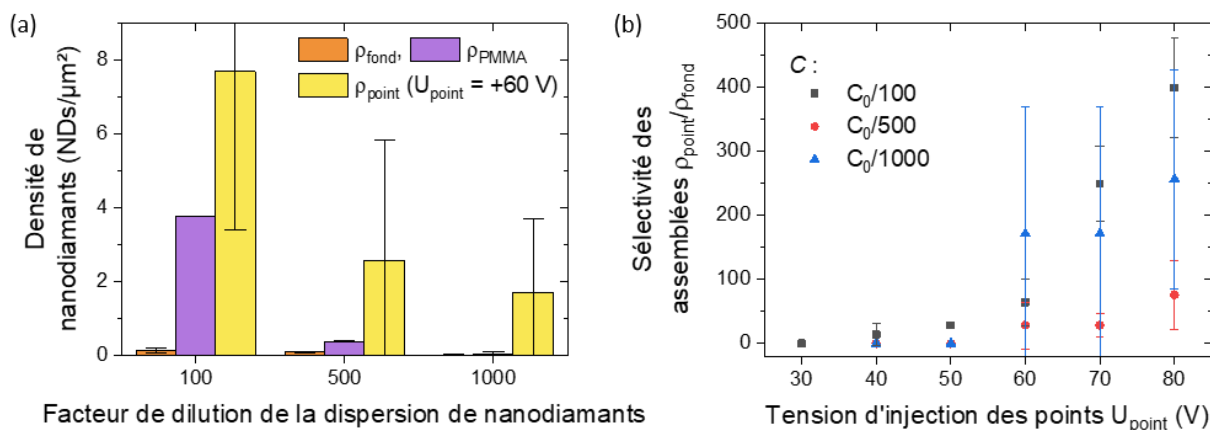 (a)
Densité de
nanodiamants (NDs/µm²)
8
6
4
2
0
ρfond, ρPMMA
ρpoint (Upoint = +60 V)
100 500 1000
Facteur de dilution de la dispersion de nanodiamants
(b)
Sélectivité des
assemblées ρpoint/ρfond
500
400
300
200
100
0
C :
C0/100
C0/500
C0/1000
30 40 50 60 70 80
Tension d'injection des points Upoint (V)